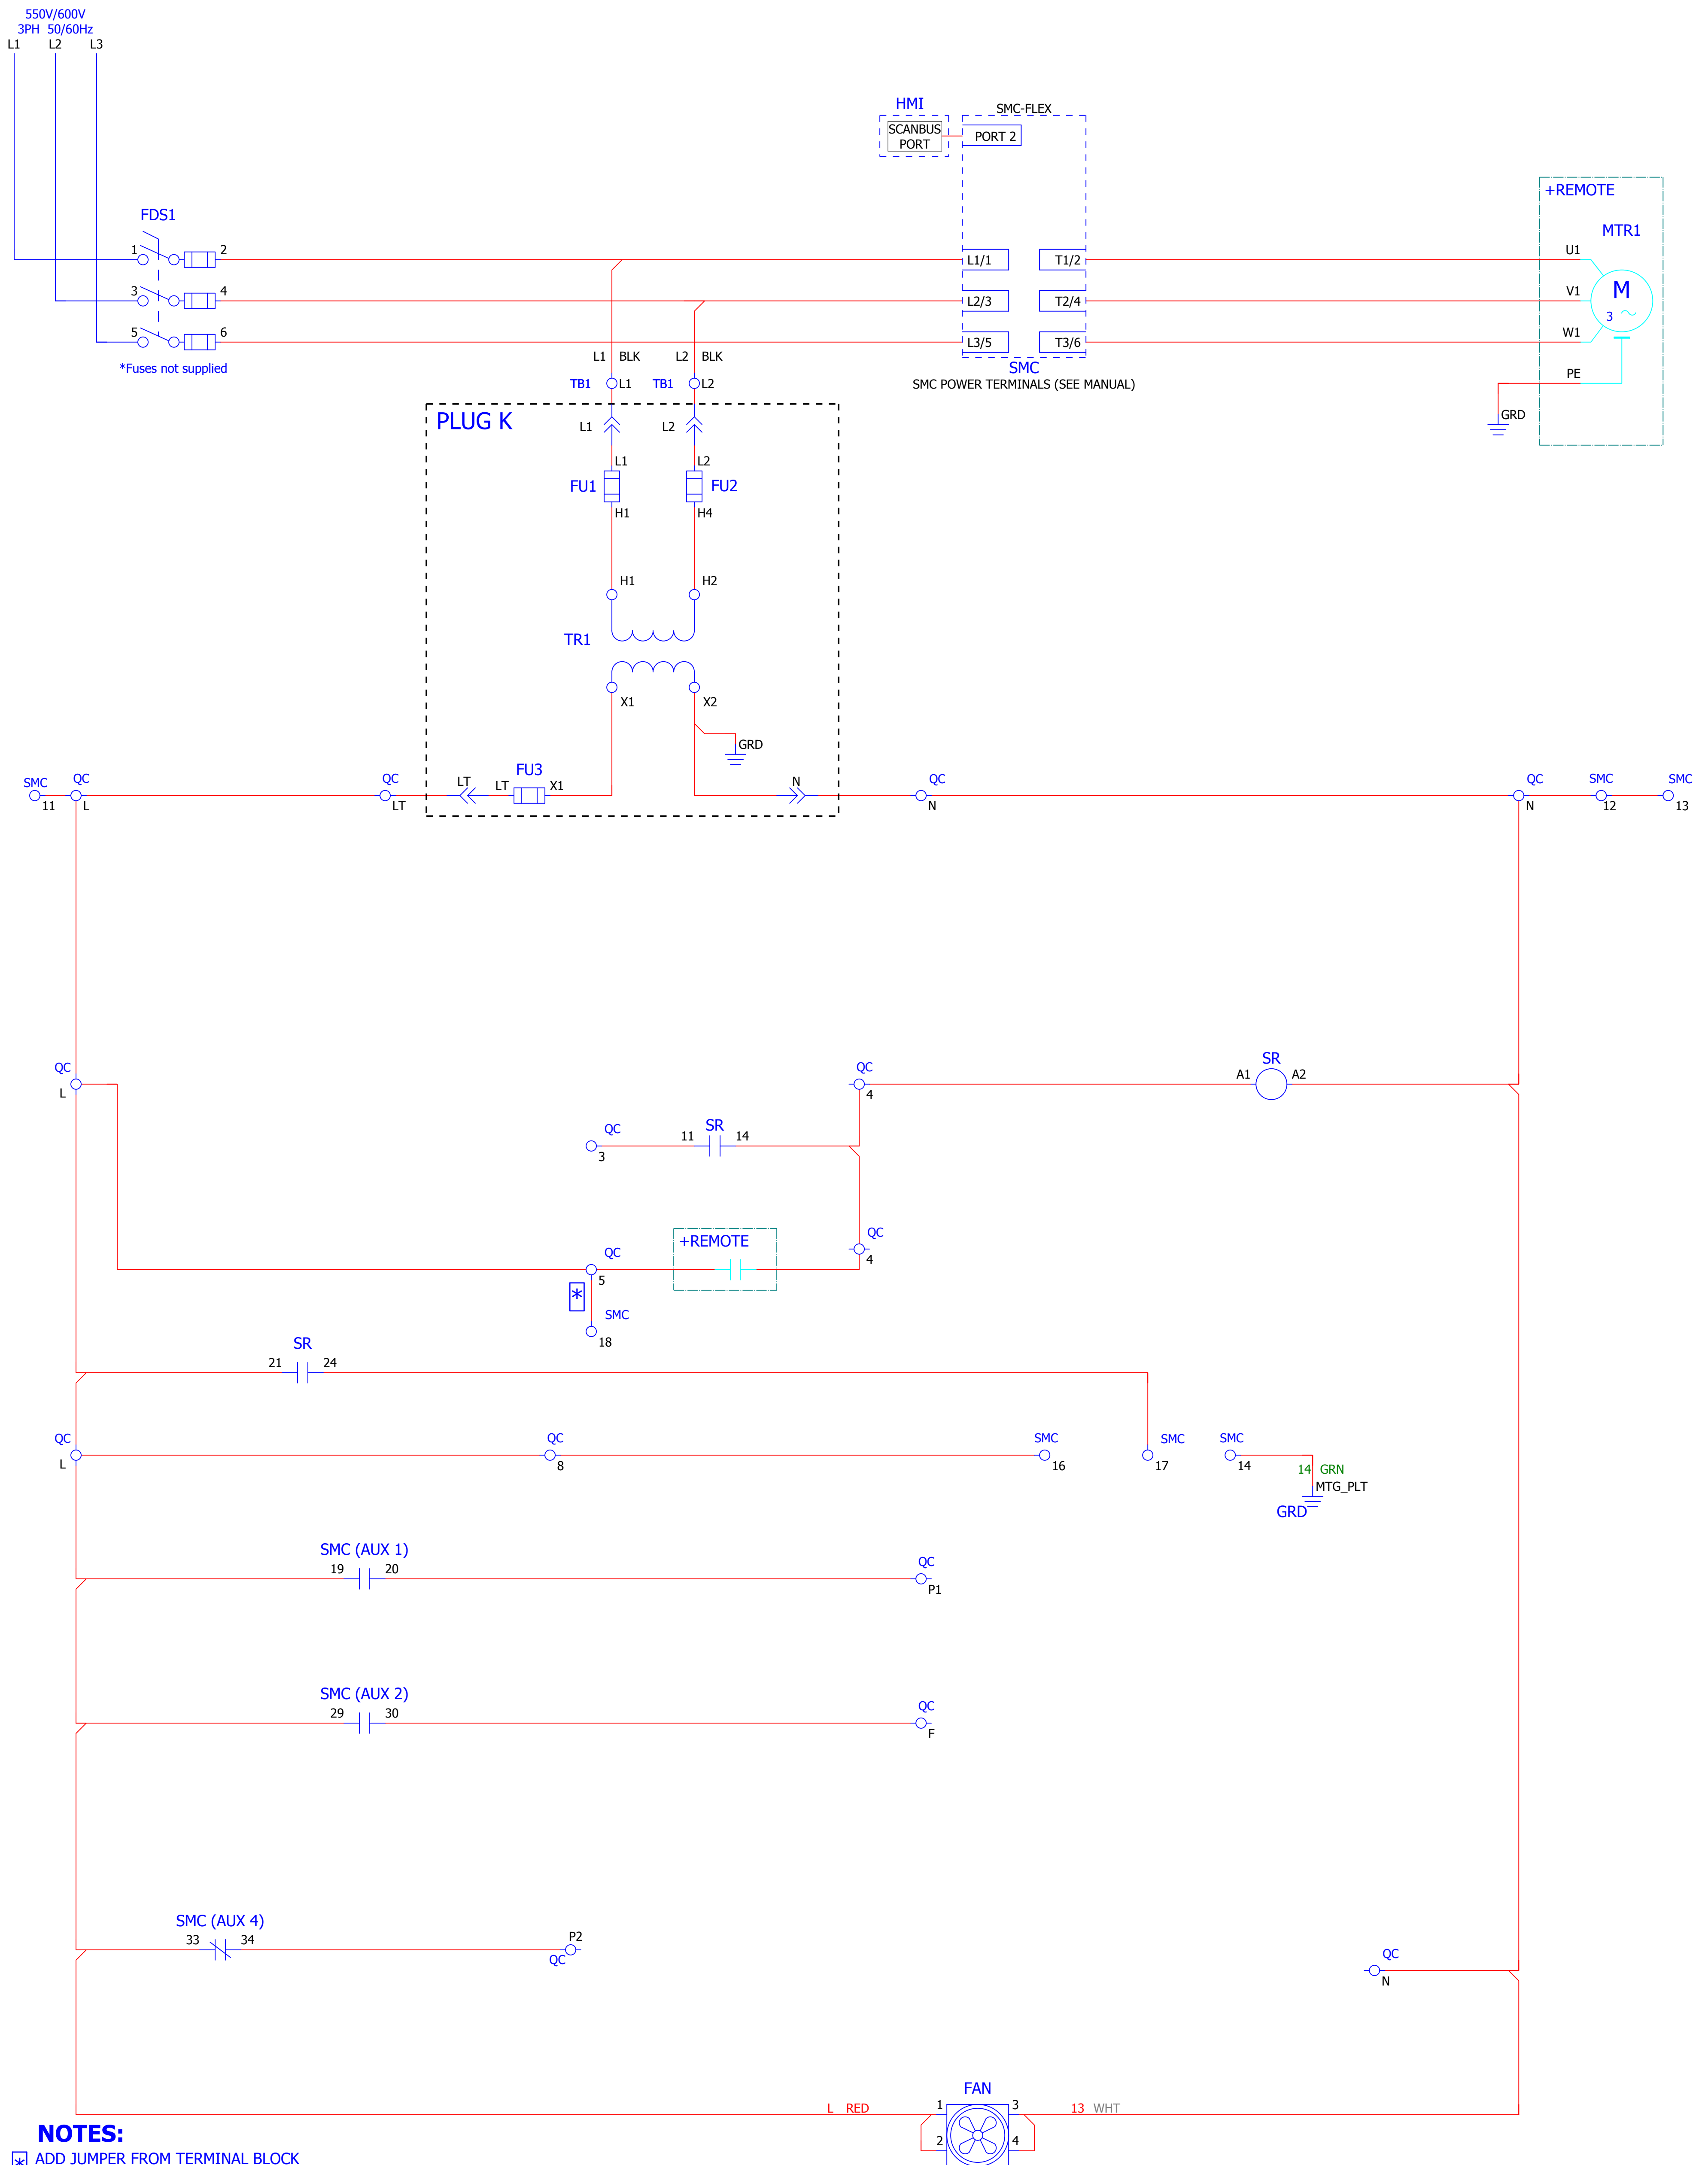 550V/600V
3PH 50/60Hz
L1 L2 L3
HMI
SCANBUS
PORT
SMC-FLEX
PORT 2
+REMOTE
MTR1
FDS1
1 2
3 4
5 6
*Fuses not supplied
L1/1 T1/2
L2/3 T2/4
L3/5 T3/6
SMC
SMC POWER TERMINALS (SEE MANUAL)
U1
V1
W1
PE
M
3
GRD
L1 BLK L2 BLK
TB1 L1 TB1 L2
PLUG K
L1 L2
L1 L2
FU1 FU2
H1 H4
H1 H2
TR1
X1 X2
GRD
SMC QC QC LT LT FU3 X1 N QC QC SMC SMC
11 L LT N N 12 13
QC QC SR
L 4 A1 A2
QC SR
3 11 14
QC +REMOTE QC
5 4
*
SMC
18
SR
21 24
QC QC SMC SMC SMC
L 8 16 17 14
14 GRN
MTG_PLT
GRD
SMC (AUX 1)
19 20 QC
P1
SMC (AUX 2)
29 30 QC
F
SMC (AUX 4)
33 34 P2
QC
QC
N
FAN
L RED 1 3 13 WHT
2 4
NOTES:
* ADD JUMPER FROM TERMINAL BLOCK